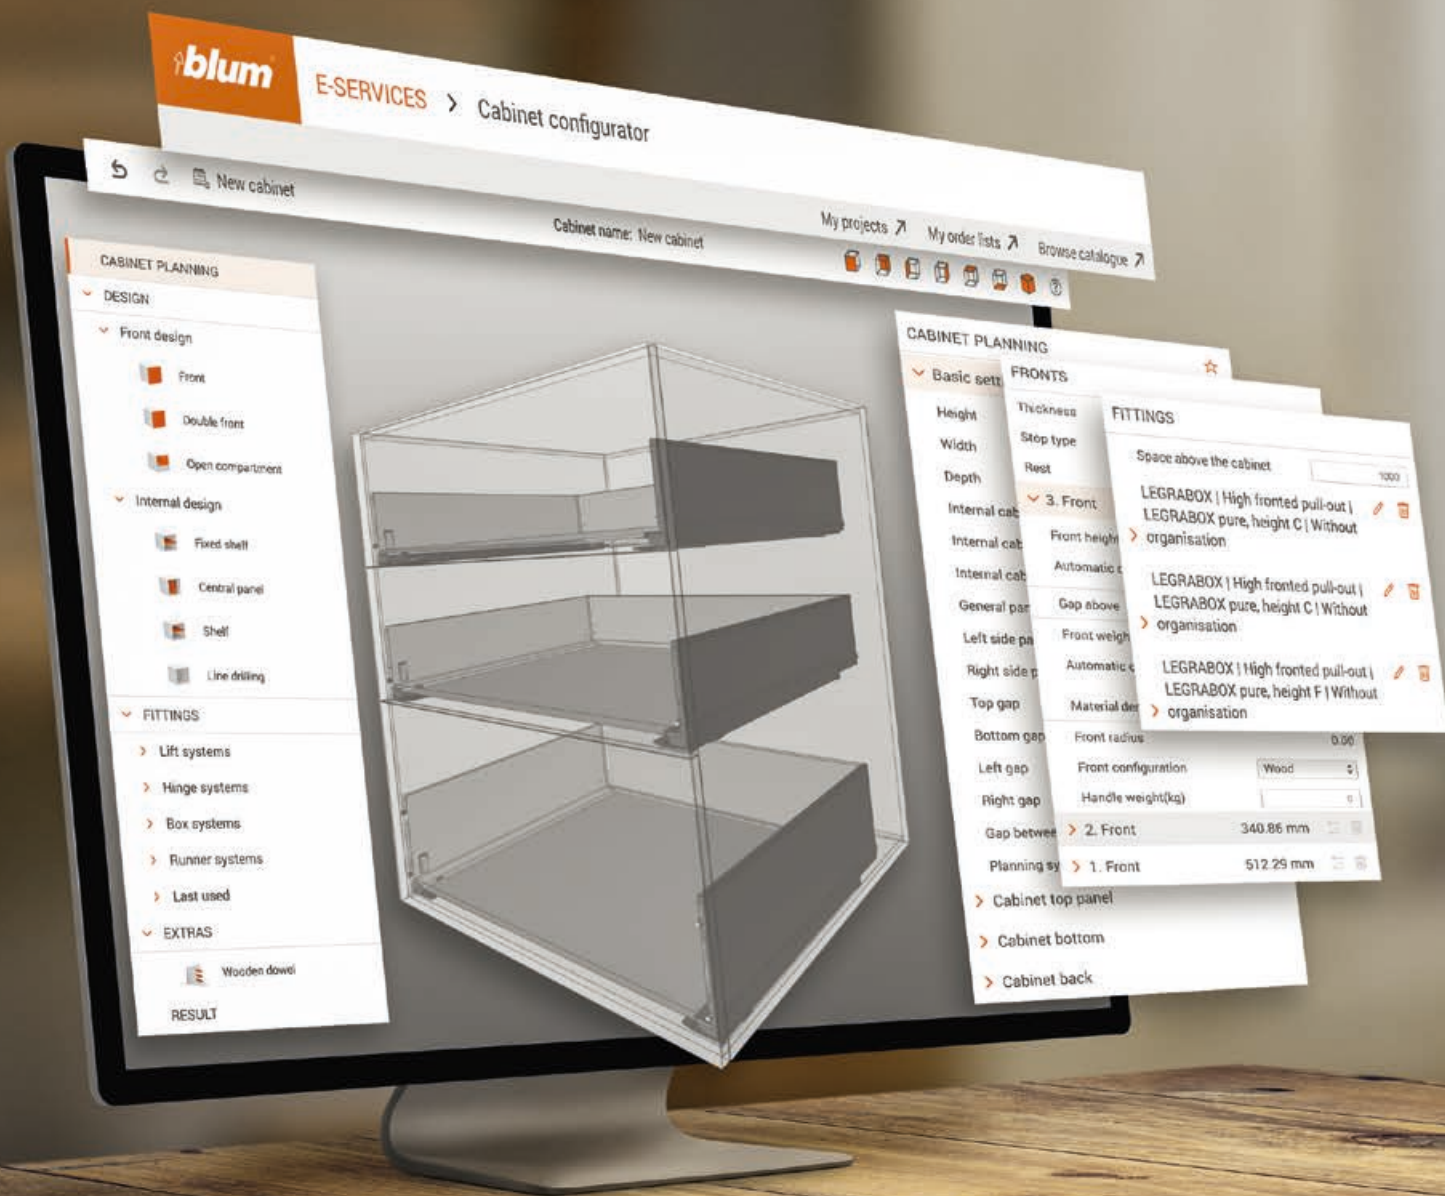 blum
E-SERVICES > Cabinet configurator
New cabinet
Cabinet name: New cabinet
My projects
My order lists
Browse catalogue
CABINET PLANNING
DESIGN
Front design
Front
Double front
Open compartment
Internal design
Fixed shelf
Central panel
Shelf
Line drilling
FITTINGS
Lift systems
Hinge systems
Box systems
Runner systems
Last used
EXTRAS
Wooden dowel
RESULT
CABINET PLANNING
Basic sett
Height
Width
Depth
Internal cab
Internal cab
Internal cab
General par
Left side pa
Right side p
Top gap
Bottom gap
Left gap
Right gap
Gap betwee
Planning sy
Cabinet top panel
Cabinet bottom
Cabinet back
FRONTS
Thickness
Stop type
Rest
3. Front
Front height
Automatic c
Gap above
Front weigh
Automatic c
Material der
Front radius 0.00
Front configuration Wood
Handle weight(kg) 0
2. Front 340.86 mm
1. Front 512.29 mm
FITTINGS
Space above the cabinet 1000
LEGRABOX | High fronted pull-out |
LEGRABOX pure, height C | Without
organisation
LEGRABOX | High fronted pull-out |
LEGRABOX pure, height C | Without
organisation
LEGRABOX | High fronted pull-out |
LEGRABOX pure, height F | Without
organisation